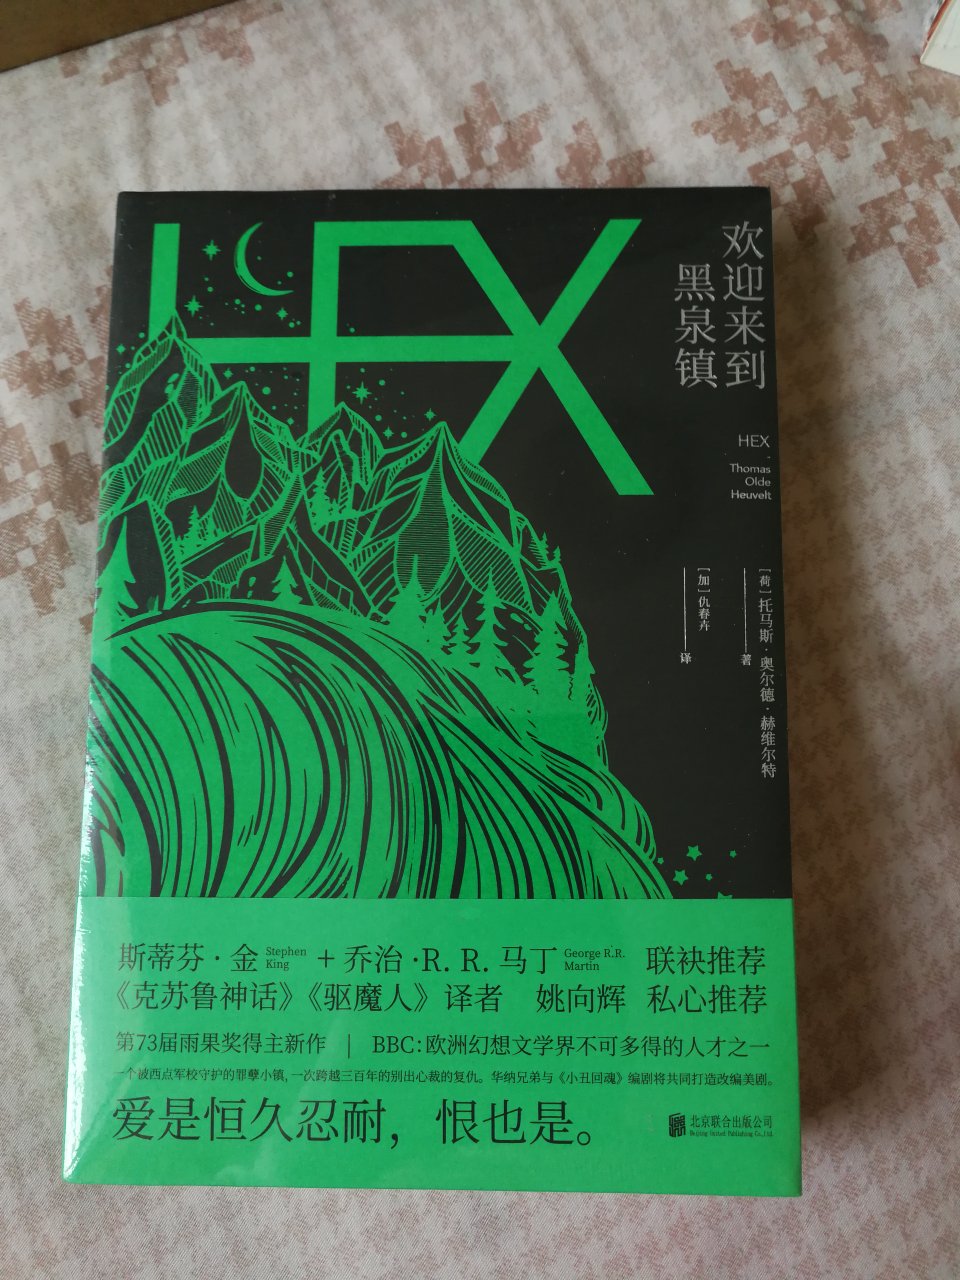 HEX
欢迎来到
黑泉镇
HEX
Thomas
Olde
Heuvelt
[荷]托马斯·奥尔德·赫维尔特
著
[加]仇春卉
译
斯蒂芬·金 Stephen King + 乔治·R. R. 马丁 George R.R. Martin 联袂推荐
《克苏鲁神话》《驱魔人》译者 姚向辉 私心推荐
第73届雨果奖得主新作 | BBC:欧洲幻想文学界不可多得的人才之一
一个被西点军校守护的罪孽小镇,一次跨越三百年的别出心裁的复仇。华纳兄弟与《小丑回魂》编剧将共同打造改编美剧。
爱是恒久忍耐，恨也是。
北京联合出版公司
Beijing United Publishing Co.,Ltd.